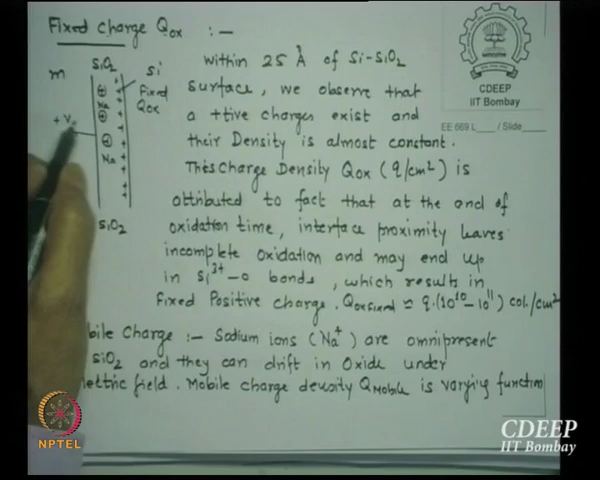 Fixed Charge Qox :-
m SiO2 Si
Fixed
Qox
Na
+ V
Na
SiO2
Within 25 Å of Si-SiO2
surface, we observe that
a +tive charges exist and
their Density is almost constant.
This Charge Density Qox (q/cm2) is
attributed to fact that at the end of
oxidation time, interface proximity leaves
incomplete oxidation and may end up
in Si3+-O bonds, which results in
Fixed Positive charge. Qoxfixed ≃ q.(10^10-10^11) col./cm2
bile Charge :- Sodium ions (Na+) are omnipresent
SiO2 and they can drift in Oxide under
lectric field. Mobile charge density QMobile is varying function
CDEEP
IIT Bombay
EE 669 L____ / Slide____
NPTEL
CDEEP
IIT Bombay